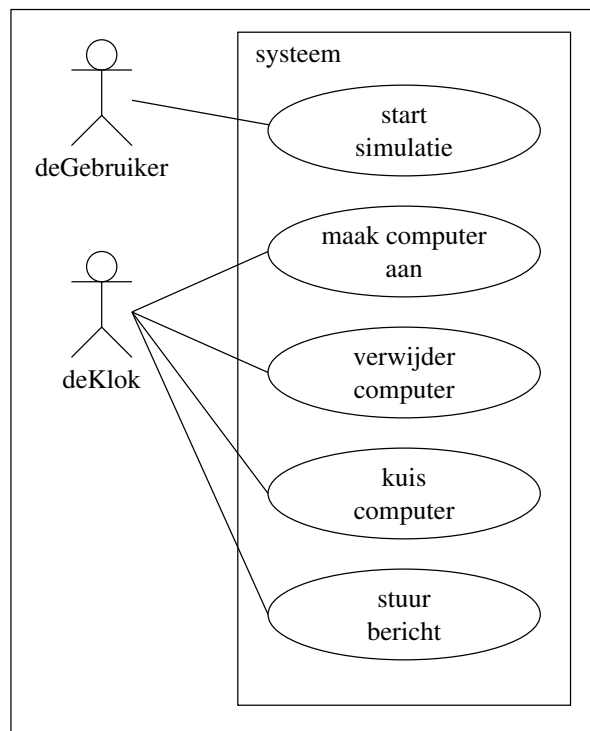 systeem
start
simulatie
deGebruiker
maak computer
aan
deKlok
verwijder
computer
kuis
computer
stuur
bericht